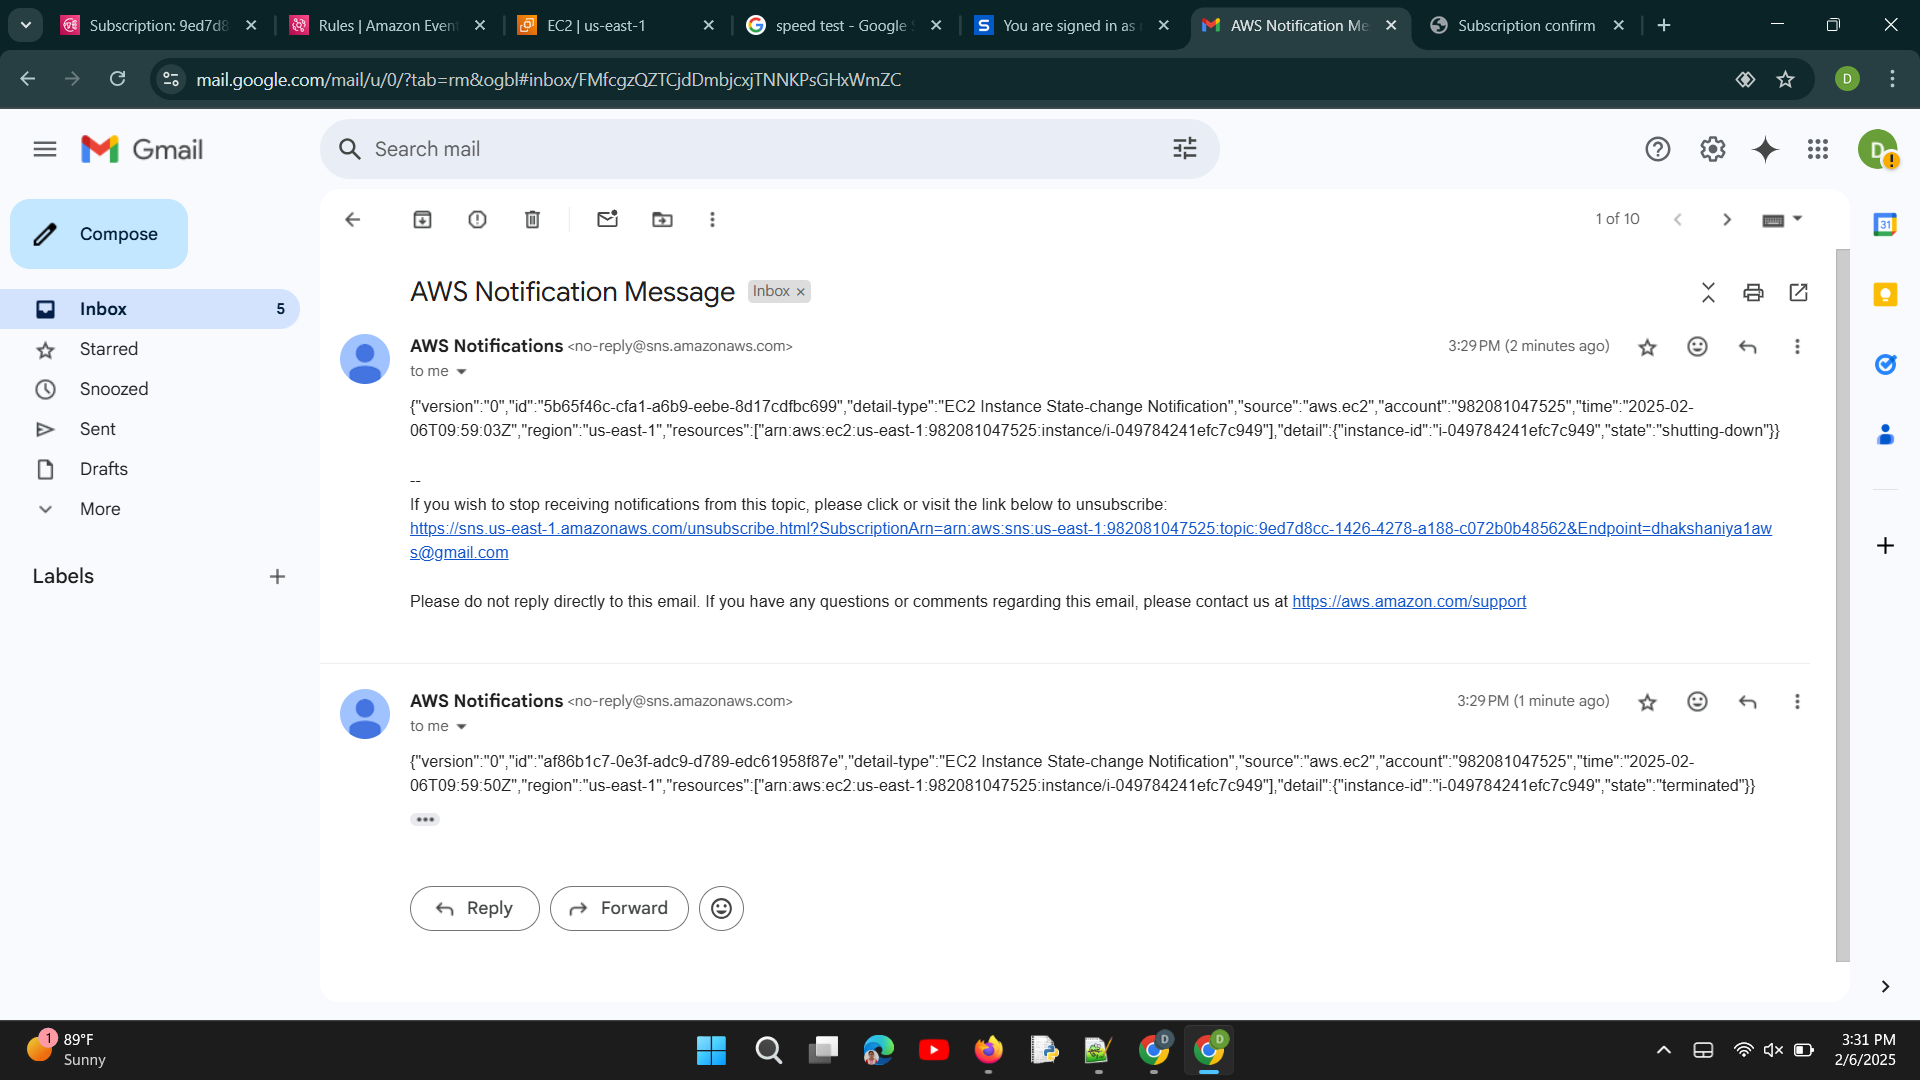 Subscription: 9ed7d8
Rules | Amazon Even
EC2 | us-east-1
speed test - Google S
You are signed in as
AWS Notification Me
Subscription confirm
mail.google.com/mail/u/0/?tab=rm&ogbl#inbox/FMfcgzQZTCjdDmbjcxjTNNKPsGHxWmZC
D
Gmail
Search mail
D
Compose
1 of 10
31
AWS Notification Message
Inbox ×
Inbox 5
Starred
Snoozed
Sent
Drafts
More
Labels
AWS Notifications <no-reply@sns.amazonaws.com>
3:29 PM (2 minutes ago)
to me
{"version":"0","id":"5b65f46c-cfa1-a6b9-eebe-8d17cdfbc699","detail-type":"EC2 Instance State-change Notification","source":"aws.ec2","account":"982081047525","time":"2025-02-
06T09:59:03Z","region":"us-east-1","resources":["arn:aws:ec2:us-east-1:982081047525:instance/i-049784241efc7c949"],"detail":{"instance-id":"i-049784241efc7c949","state":"shutting-down"}}
--
If you wish to stop receiving notifications from this topic, please click or visit the link below to unsubscribe:
https://sns.us-east-1.amazonaws.com/unsubscribe.html?SubscriptionArn=arn:aws:sns:us-east-1:982081047525:topic:9ed7d8cc-1426-4278-a188-c072b0b48562&Endpoint=dhakshaniya1aw
s@gmail.com
Please do not reply directly to this email. If you have any questions or comments regarding this email, please contact us at https://aws.amazon.com/support
AWS Notifications <no-reply@sns.amazonaws.com>
3:29 PM (1 minute ago)
to me
{"version":"0","id":"af86b1c7-0e3f-adc9-d789-edc61958f87e","detail-type":"EC2 Instance State-change Notification","source":"aws.ec2","account":"982081047525","time":"2025-02-
06T09:59:50Z","region":"us-east-1","resources":["arn:aws:ec2:us-east-1:982081047525:instance/i-049784241efc7c949"],"detail":{"instance-id":"i-049784241efc7c949","state":"terminated"}}
•••
Reply
Forward
1
89°F
Sunny
D
D
3:31 PM
2/6/2025